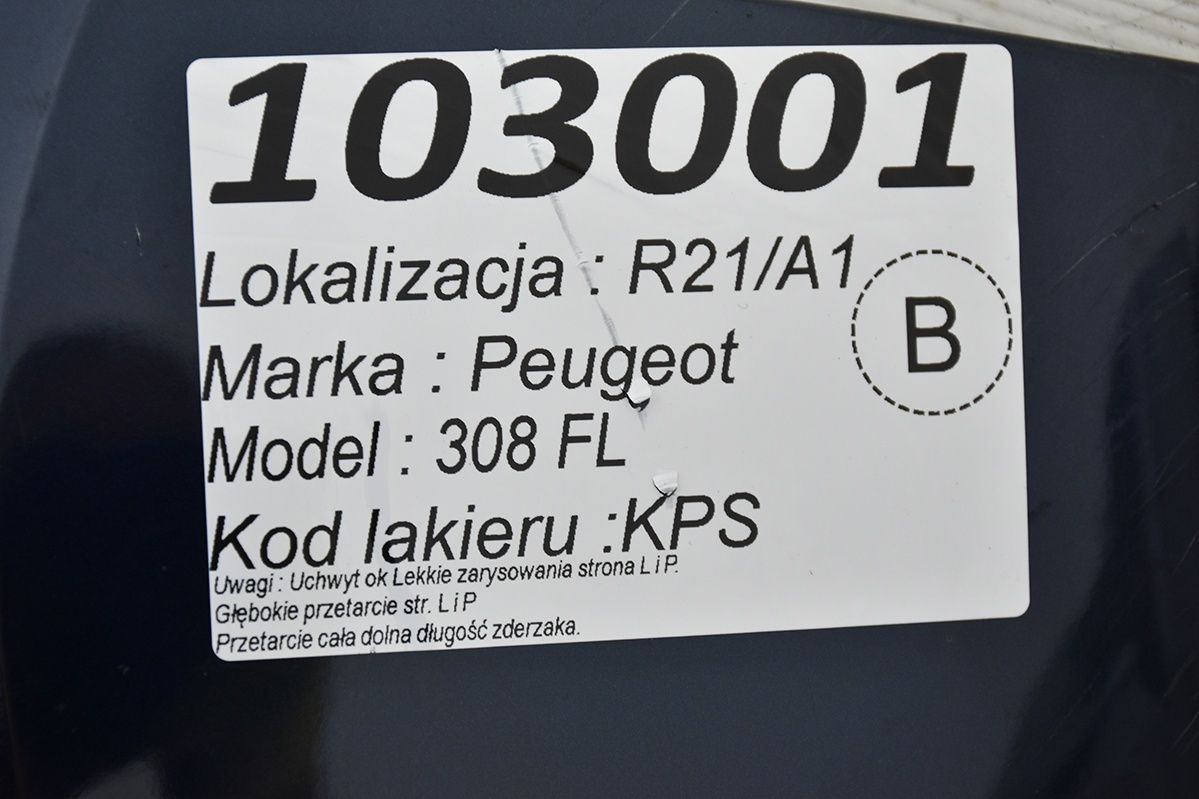 103001
Lokalizacja : R21/A1
B
Marka : Peugeot
Model : 308 FL
Kod lakieru :KPS
Uwagi : Uchwyt ok Lekkie zarysowania strona L i P.
Głębokie przetarcie str. L i P
Przetarcie cała dolna długość zderzaka.